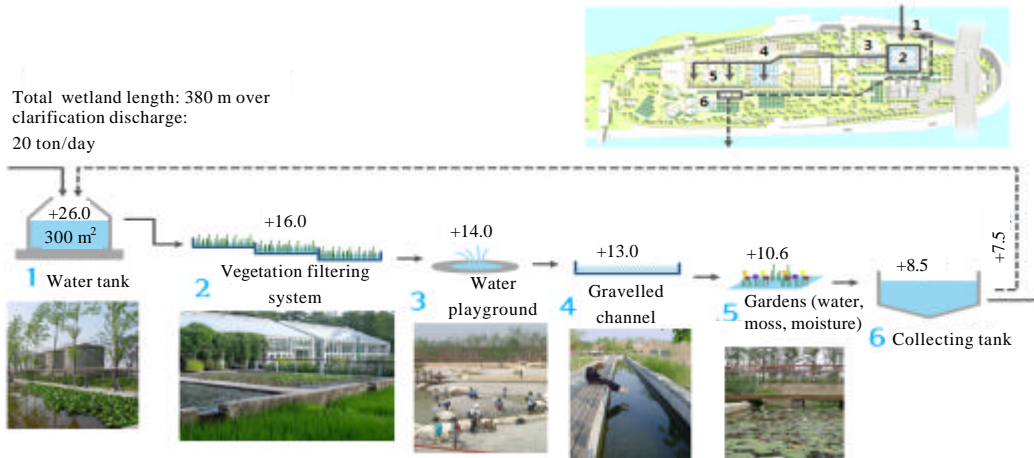 1
4
3
2
5
6
Total wetland length: 380 m over
clarification discharge:
20 ton/day
+26.0
300 m²
1 Water tank
+16.0
2 Vegetation filtering
system
+14.0
3 Water
playground
+13.0
4 Gravelled
channel
+10.6
5 Gardens (water,
moss, moisture)
+8.5
+7.5
6 Collecting tank